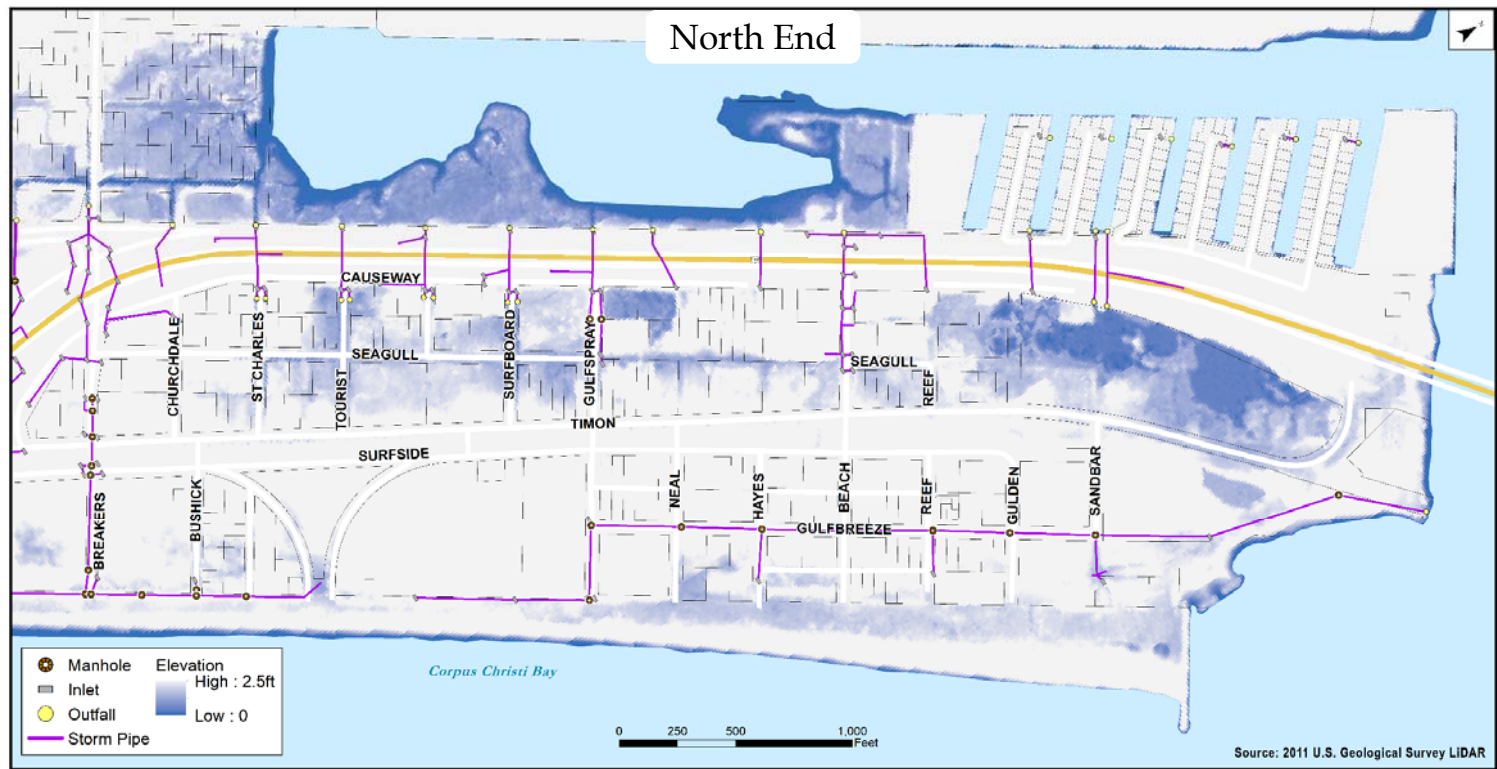 North End
CAUSEWAY
CHURCHDALE
ST CHARLES
TOURIST
SURFBOARD
GULFSPRAY
SEAGULL
SEAGULL
REEF
TIMON
SURFSIDE
BREAKERS
BUSHICK
NEAL
HAYES
BEACH
REEF
GULDEN
SANDBAR
GULFBREEZE
Corpus Christi Bay
Manhole
Inlet
Outfall
Storm Pipe
Elevation
High : 2.5ft
Low : 0
0 250 500 1,000
Feet
Source: 2011 U.S. Geological Survey LiDAR